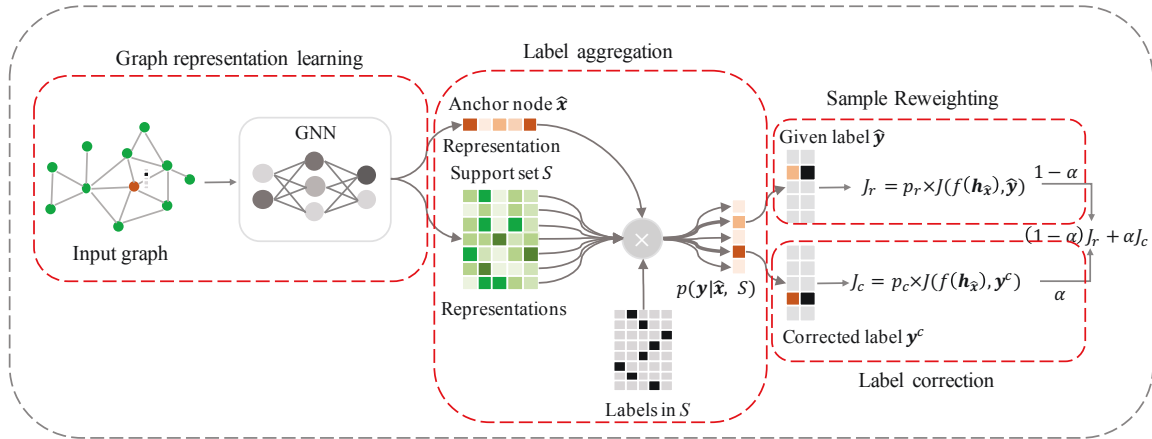 Graph representation learning
GNN
Input graph
Label aggregation
Anchor node x̂
Representation
Support set S
Representations
p(y|x̂, S)
Labels in S
Sample Reweighting
Given label ŷ
J_r = p_r × J(f(h_x̂), ŷ)
1 − α
(1 − α)J_r + αJ_c
J_c = p_c × J(f(h_x̂), y^c)
α
Corrected label y^c
Label correction